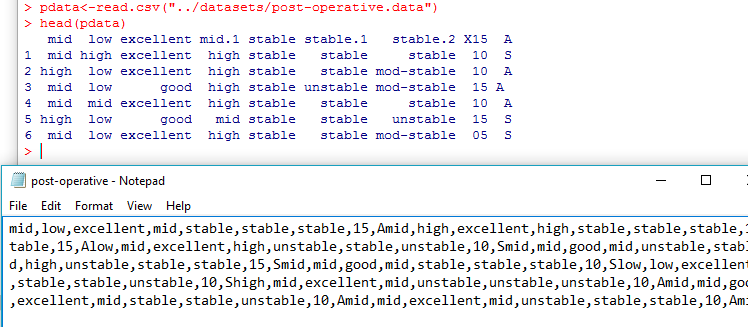 > pdata<-read.csv("../datasets/post-operative.data")
> head(pdata)
mid low excellent mid.1 stable stable.1 stable.2 X15 A
1 mid high excellent high stable stable stable 10 S
2 high low excellent high stable stable mod-stable 10 A
3 mid low good high stable unstable mod-stable 15 A
4 mid mid excellent high stable stable stable 10 A
5 high low good mid stable stable unstable 15 S
6 mid low excellent high stable stable mod-stable 05 S
>
post-operative - Notepad
File Edit Format View Help
mid,low,excellent,mid,stable,stable,stable,15,Amid,high,excellent,high,stable,stable,stable,1
table,15,Alow,mid,excellent,high,unstable,stable,unstable,10,Smid,mid,good,mid,unstable,stabl
d,high,unstable,stable,stable,15,Smid,mid,good,mid,stable,stable,stable,10,Slow,low,excellent
,stable,stable,unstable,10,Shigh,mid,excellent,mid,unstable,unstable,unstable,10,Amid,mid,goo
,excellent,mid,stable,stable,unstable,10,Amid,mid,excellent,mid,unstable,stable,stable,10,Ami